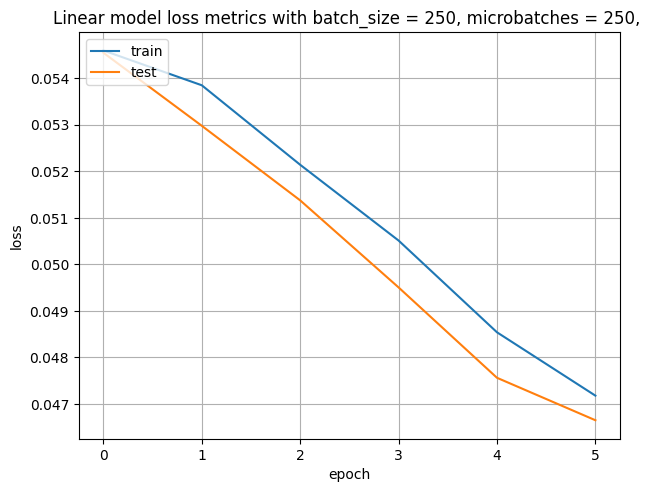 Linear model loss metrics with batch_size = 250, microbatches = 250,
train
test
0.054
0.053
0.052
0.051
0.050
0.049
0.048
0.047
loss
0
1
2
3
4
5
epoch